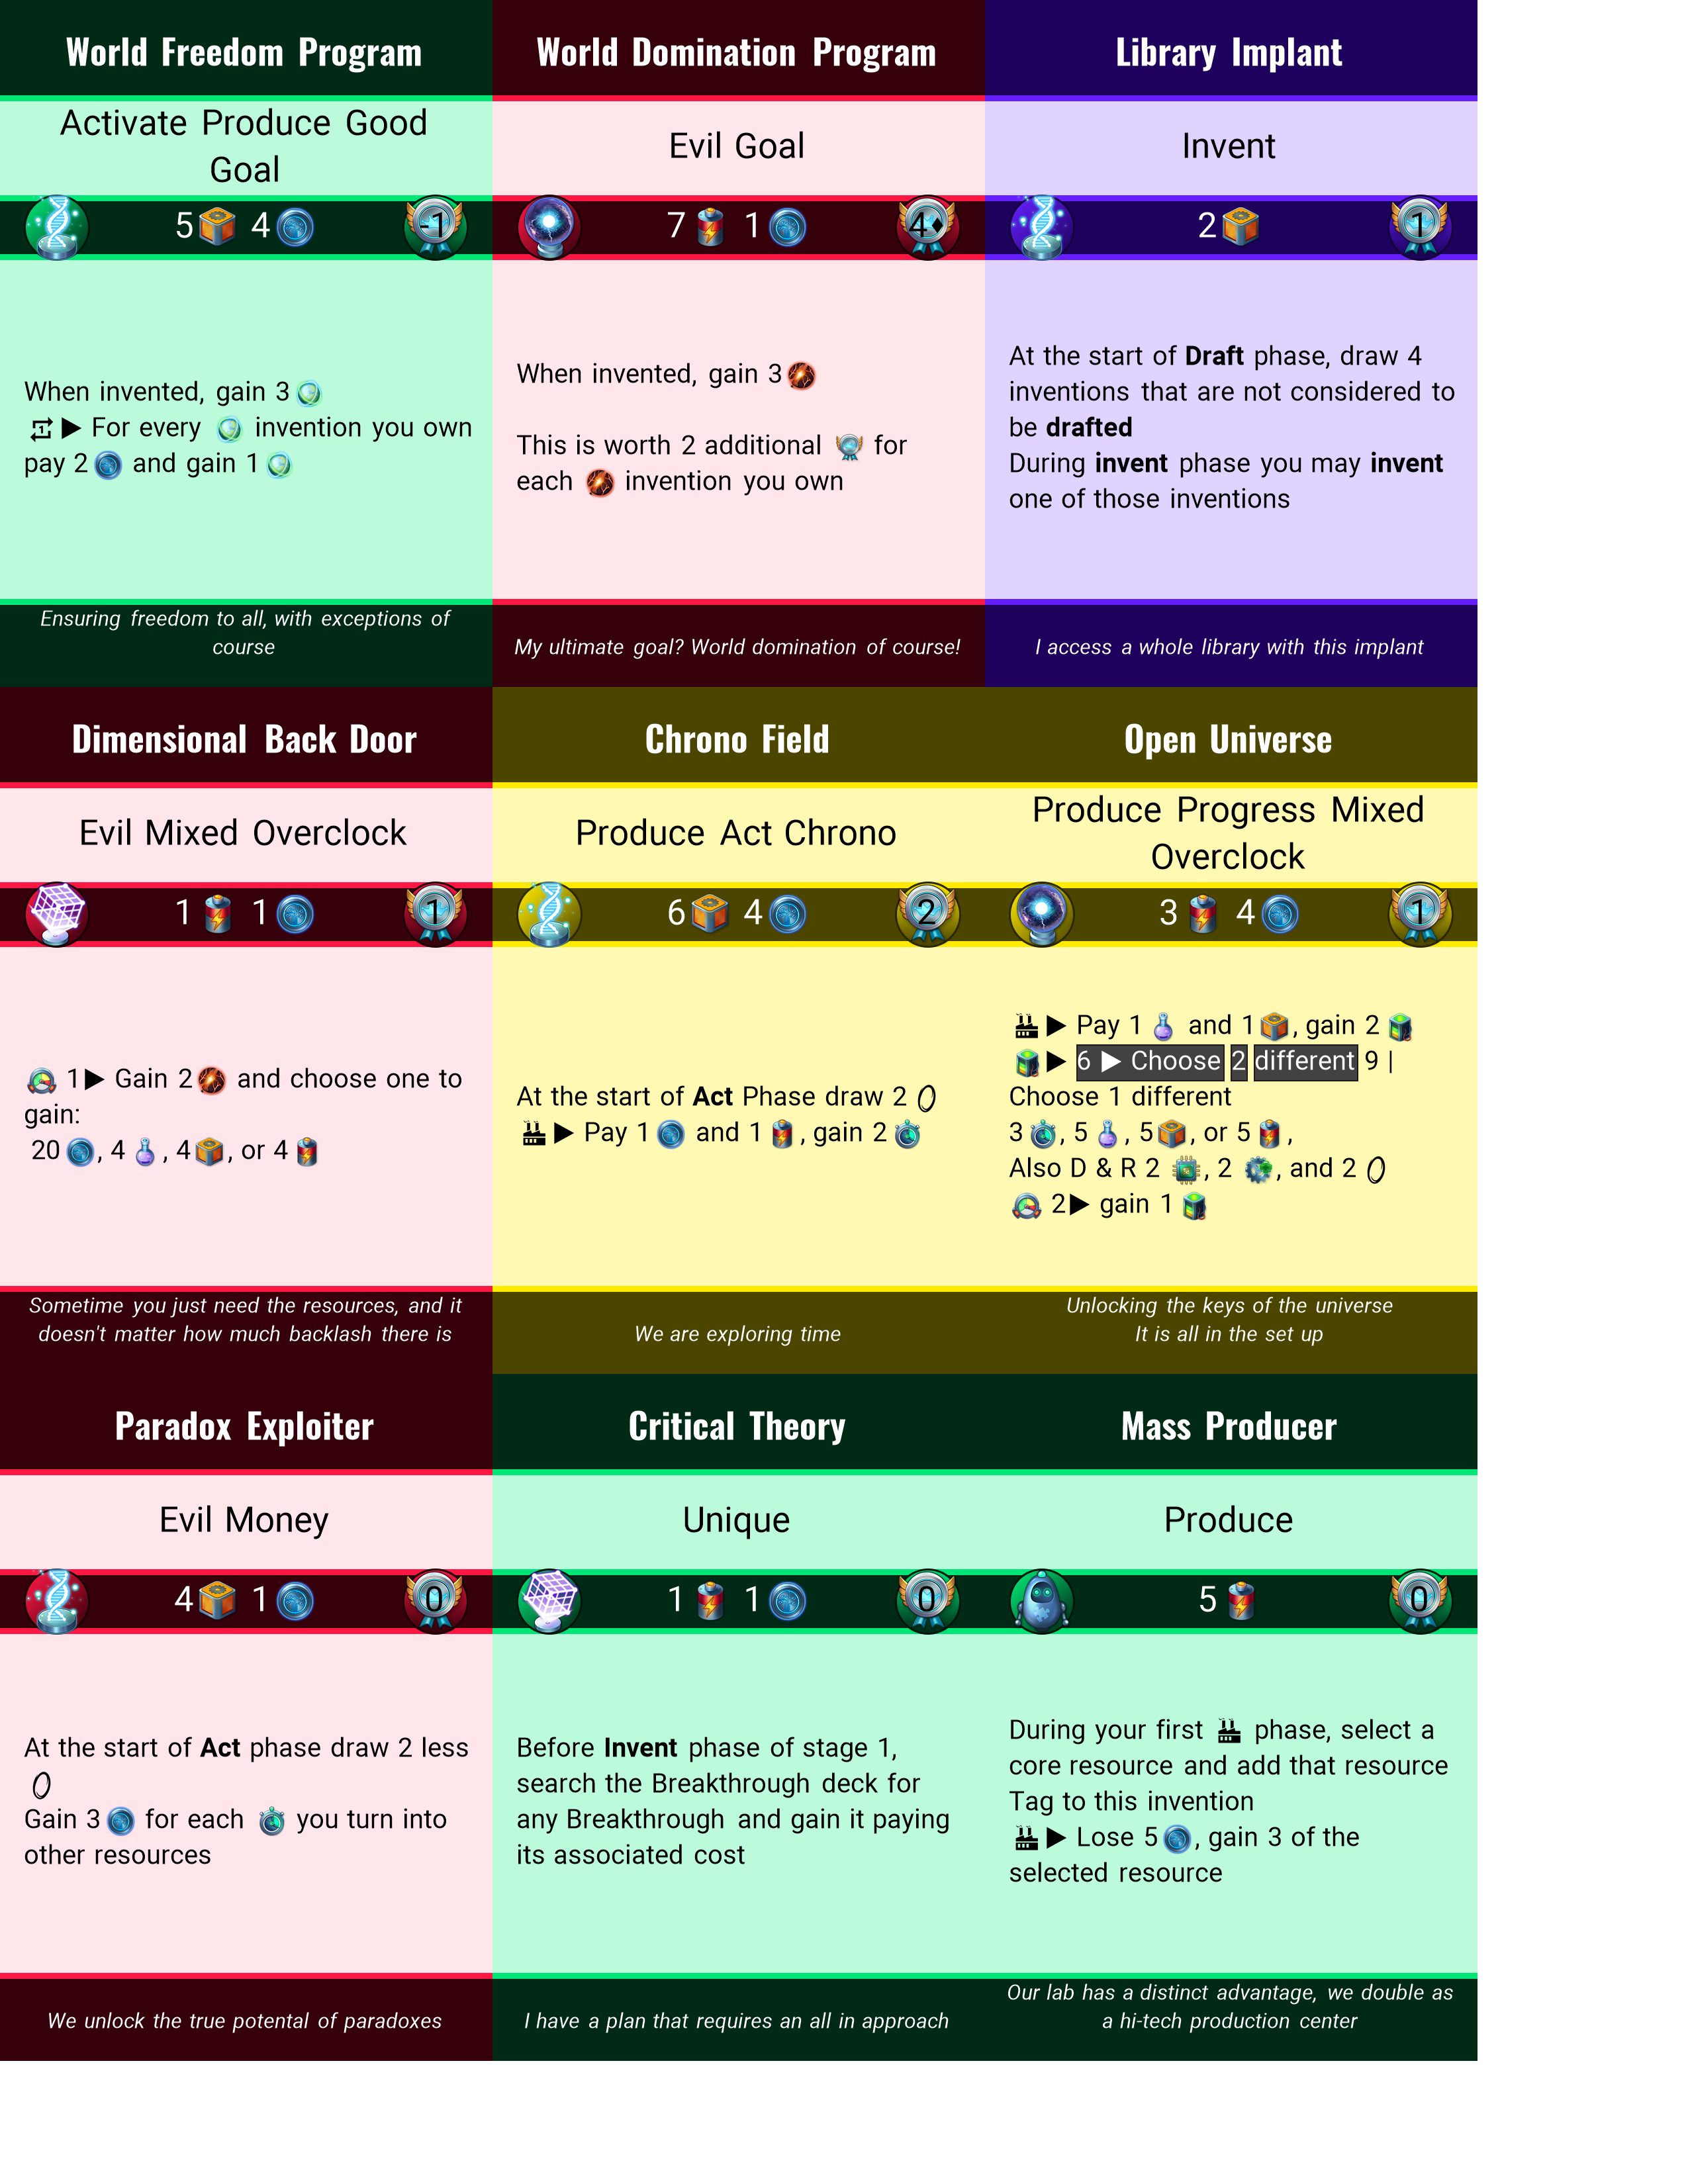 World Freedom Program
Activate Produce Good
Goal
5 4 -1
When invented, gain 3
For every invention you own
pay 2 and gain 1
Ensuring freedom to all, with exceptions of
course
World Domination Program
Evil Goal
7 1 4♦
When invented, gain 3
This is worth 2 additional for
each invention you own
My ultimate goal? World domination of course!
Library Implant
Invent
2 1
At the start of Draft phase, draw 4
inventions that are not considered to
be drafted
During invent phase you may invent
one of those inventions
I access a whole library with this implant
Dimensional Back Door
Evil Mixed Overclock
1 1 1
1▶ Gain 2 and choose one to
gain:
20 , 4 , 4 , or 4
Sometime you just need the resources, and it
doesn't matter how much backlash there is
Chrono Field
Produce Act Chrono
6 4 2
At the start of Act Phase draw 2
▶ Pay 1 and 1 , gain 2
We are exploring time
Open Universe
Produce Progress Mixed
Overclock
3 4 1
▶ Pay 1 and 1 , gain 2
▶ 6 ▶ Choose 2 different 9 |
Choose 1 different
3 , 5 , 5 , or 5 ,
Also D & R 2 , 2 , and 2
2▶ gain 1
Unlocking the keys of the universe
It is all in the set up
Paradox Exploiter
Evil Money
4 1 0
At the start of Act phase draw 2 less
Gain 3 for each you turn into
other resources
We unlock the true potental of paradoxes
Critical Theory
Unique
1 1 0
Before Invent phase of stage 1,
search the Breakthrough deck for
any Breakthrough and gain it paying
its associated cost
I have a plan that requires an all in approach
Mass Producer
Produce
5 0
During your first phase, select a
core resource and add that resource
Tag to this invention
▶ Lose 5 , gain 3 of the
selected resource
Our lab has a distinct advantage, we double as
a hi-tech production center